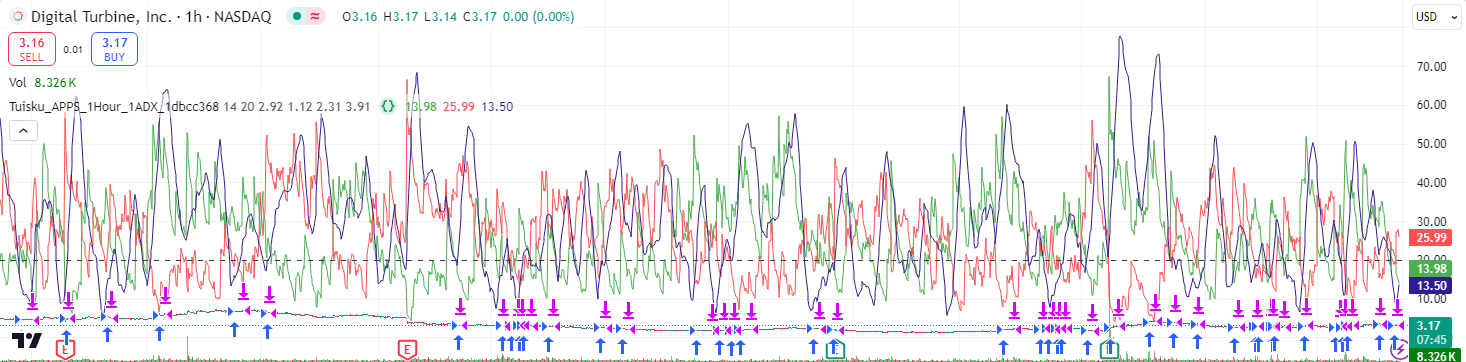 Digital Turbine, Inc. · 1h · NASDAQ ≈ O3.16 H3.17 L3.14 C3.17 0.00 (0.00%) USD
3.16 SELL 0.01 3.17 BUY
Vol 8.326K
Tuisku_APPS_1Hour_1ADX_1dbcc368 14 20 2.92 1.12 2.31 3.91 {} 13.98 25.99 13.50
70.00
60.00
50.00
40.00
30.00
25.99
20.00
13.98
13.50
10.00
3.17
07:45
8.326K
E
E
E